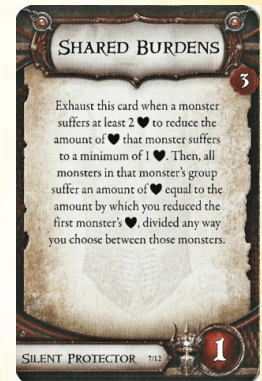 SHARED BURDENS
3
Exhaust this card when a monster
suffers at least 2 ♥ to reduce the
amount of ♥ that monster suffers
to a minimum of 1 ♥. Then, all
monsters in that monster's group
suffer an amount of ♥ equal to the
amount by which you reduced the
first monster's ♥, divided any way
you choose between those monsters.
SILENT PROTECTOR 7/12
1